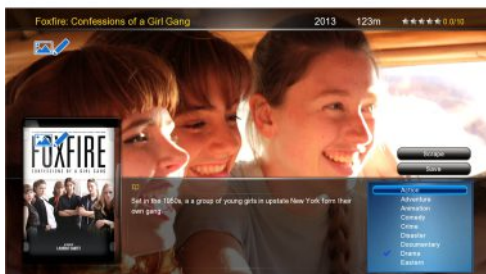 Foxfire: Confessions of a Girl Gang 2013 123m 0.0/10
FOXFIRE
CONFESSIONS OF A GIRL GANG
Scrape
Save
Set in the 1950s, a a group of young girls in upstate New York form their
own gang.
Action
Adventure
Animation
Comedy
Crime
Disaster
Documentary
Drama
Eastern